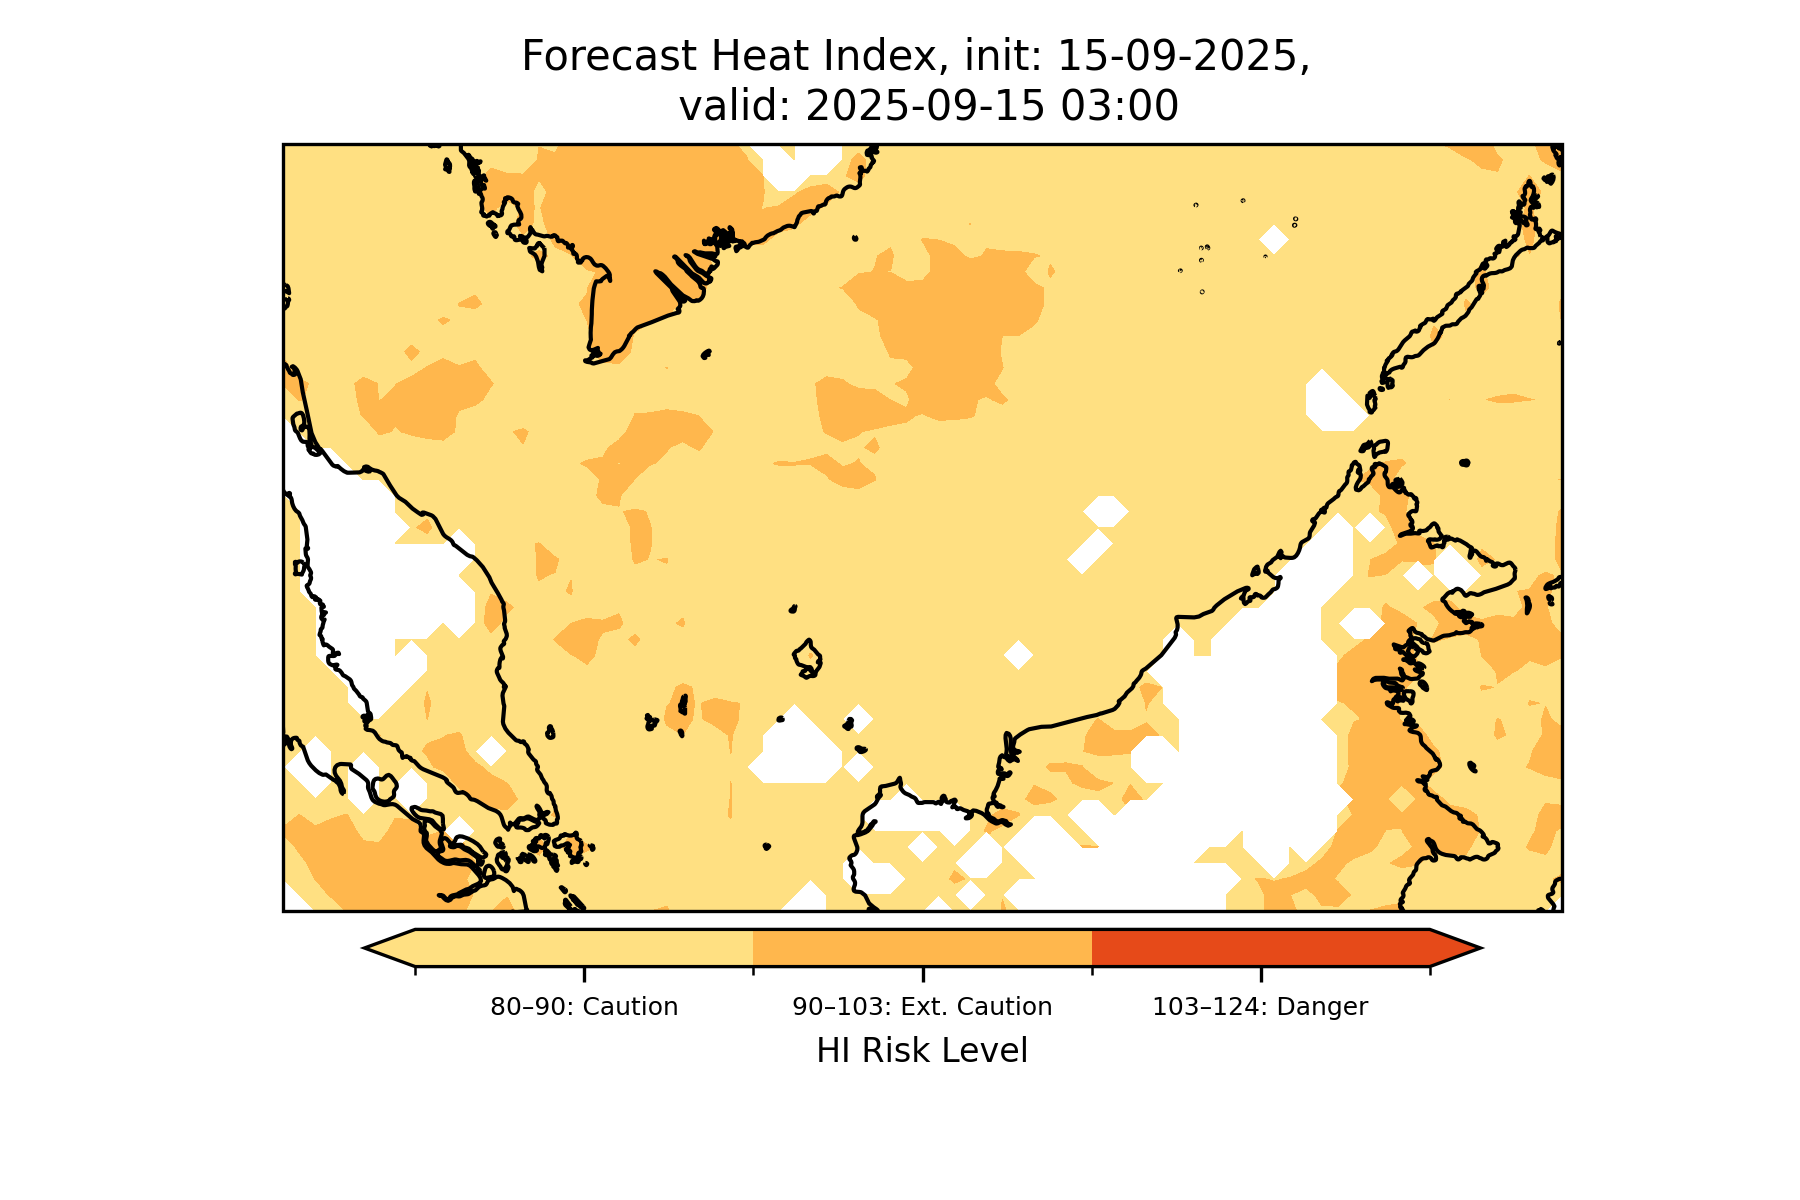 Forecast Heat Index, init: 15-09-2025,
valid: 2025-09-15 03:00
80–90: Caution
90–103: Ext. Caution
103–124: Danger
HI Risk Level